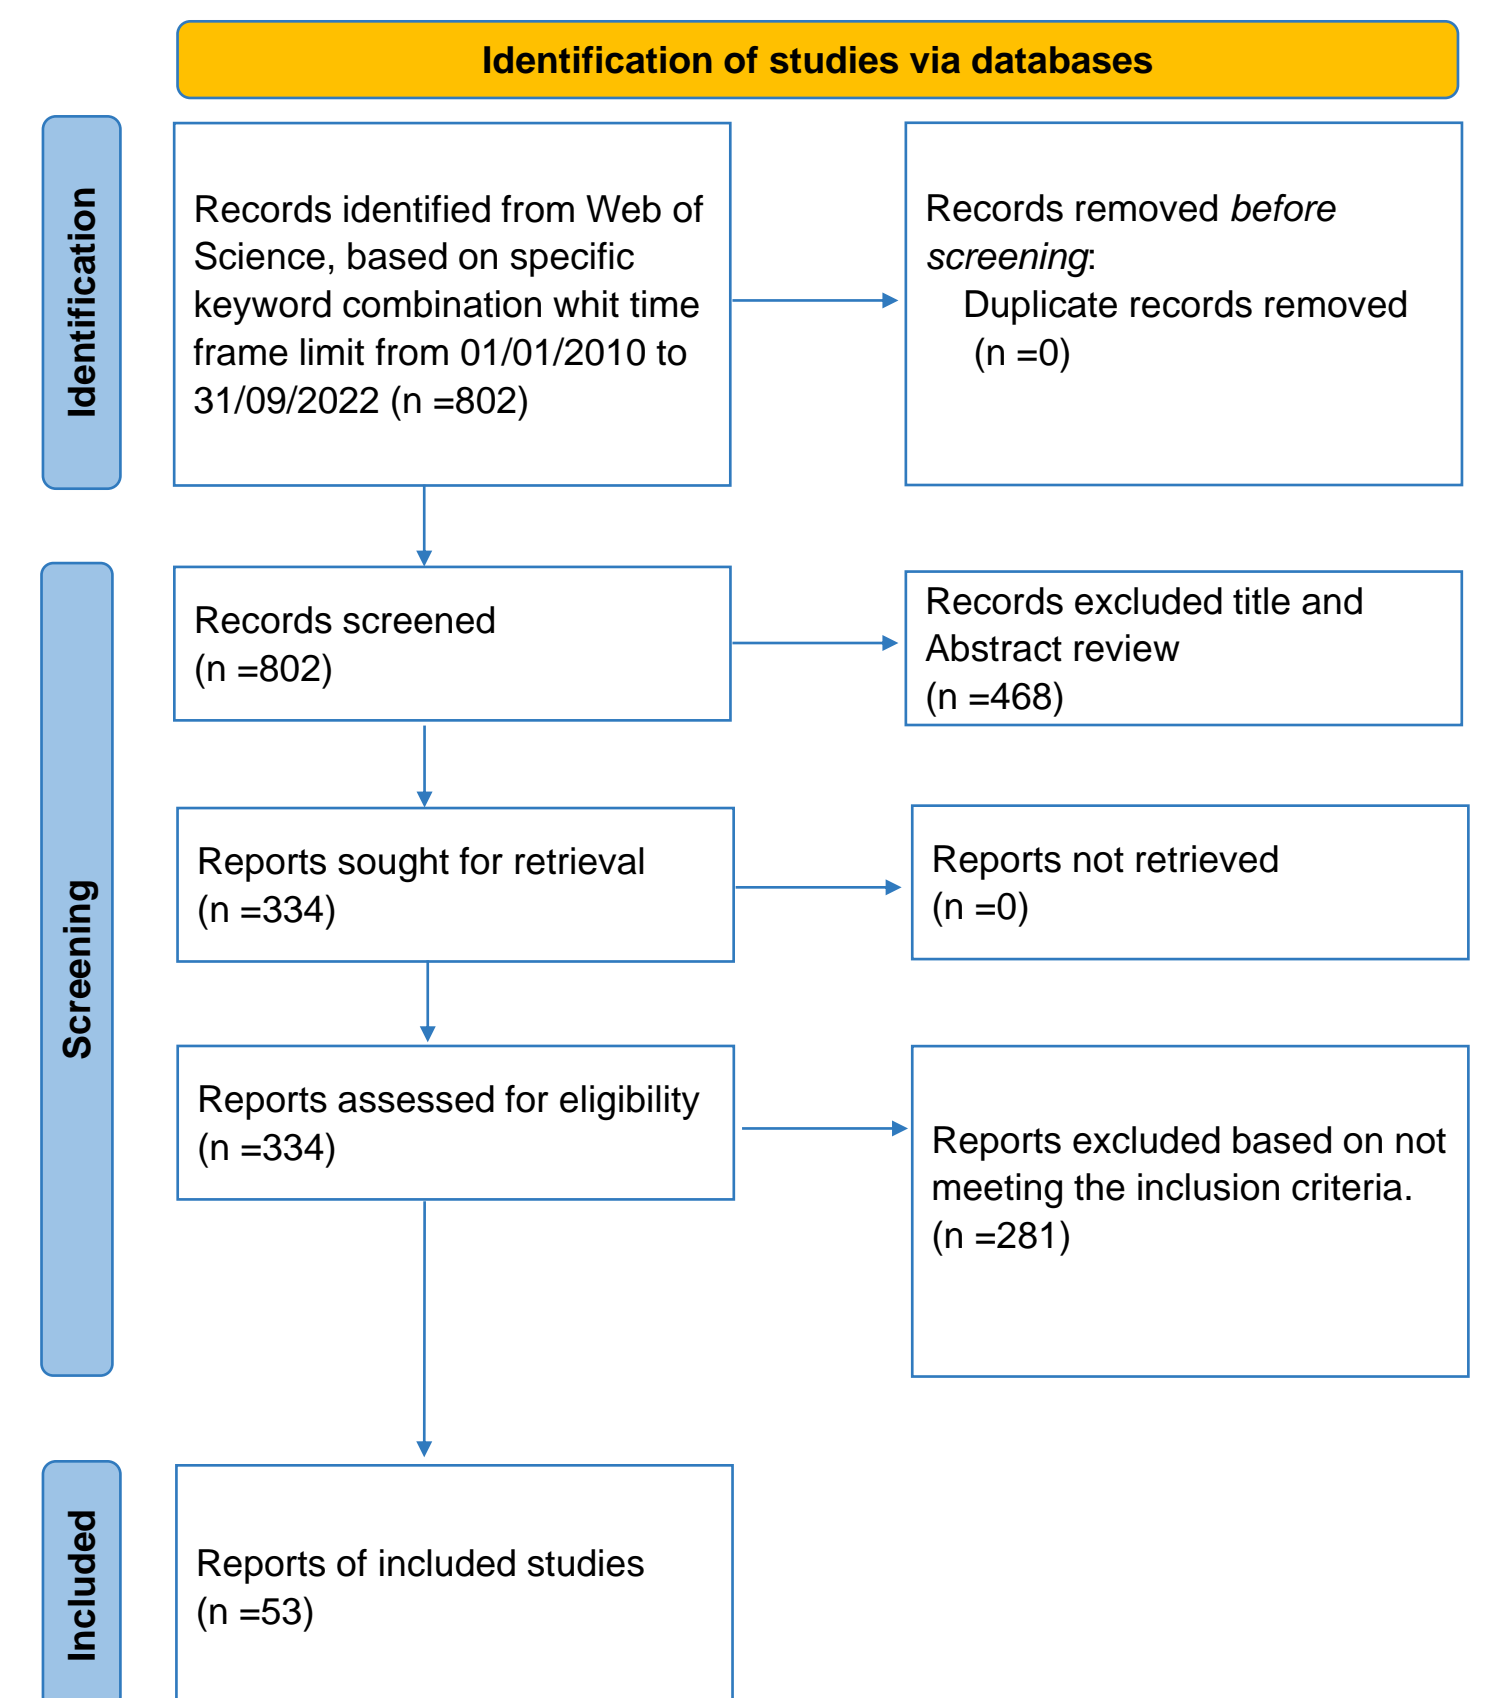 Identification of studies via databases
Identification
Records identified from Web of
Science, based on specific
keyword combination whit time
frame limit from 01/01/2010 to
31/09/2022 (n =802)
Records removed before
screening:
Duplicate records removed
(n =0)
Screening
Records screened
(n =802)
Records excluded title and
Abstract review
(n =468)
Reports sought for retrieval
(n =334)
Reports not retrieved
(n =0)
Reports assessed for eligibility
(n =334)
Reports excluded based on not
meeting the inclusion criteria.
(n =281)
Included
Reports of included studies
(n =53)